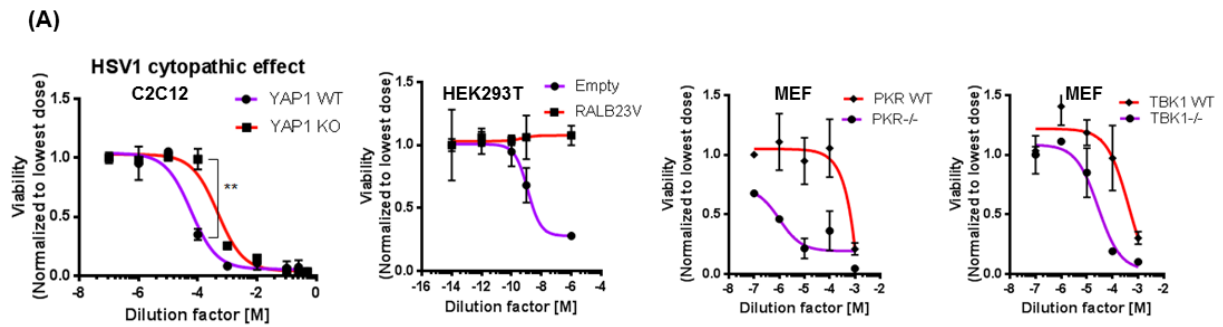 (A)
HSV1 cytopathic effect
C2C12
YAP1 WT
YAP1 KO
**
Viability
(Normalized to lowest dose)
1.5
1.0
0.5
0.0
-8
-6
-4
-2
0
Dilution factor [M]
HEK293T
Empty
RALB23V
Viability
(Normalized to lowest dose)
1.5
1.0
0.5
0.0
-16
-14
-12
-10
-8
-6
-4
Dilution factor [M]
MEF
PKR WT
PKR-/-
Viability
(Normalized to lowest dose)
1.5
1.0
0.5
0.0
-8
-7
-6
-5
-4
-3
-2
Dilution factor [M]
MEF
TBK1 WT
TBK1-/-
Viability
(Normalized to lowest dose)
1.5
1.0
0.5
0.0
-8
-7
-6
-5
-4
-3
-2
Dilution factor [M]